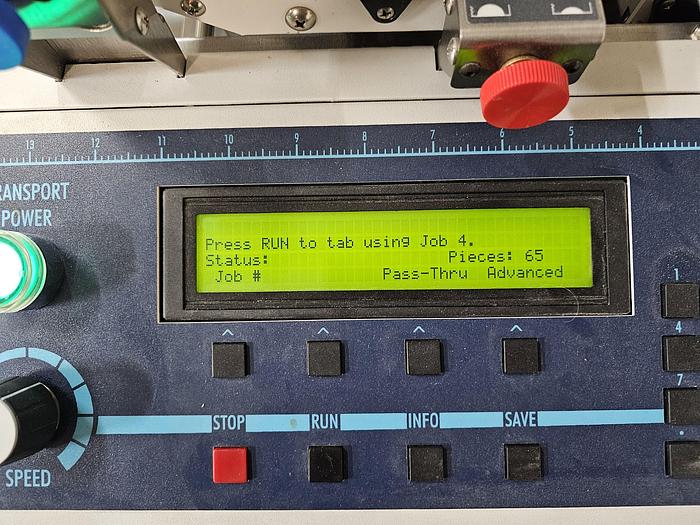 13 12 11 10 9 8 7 6 5 4
TRANSPORT
POWER
Press RUN to tab using Job 4.
Status: Pieces: 65
Job # Pass-Thru Advanced
^ ^ ^ ^
1
4
7
STOP RUN INFO SAVE
SPEED